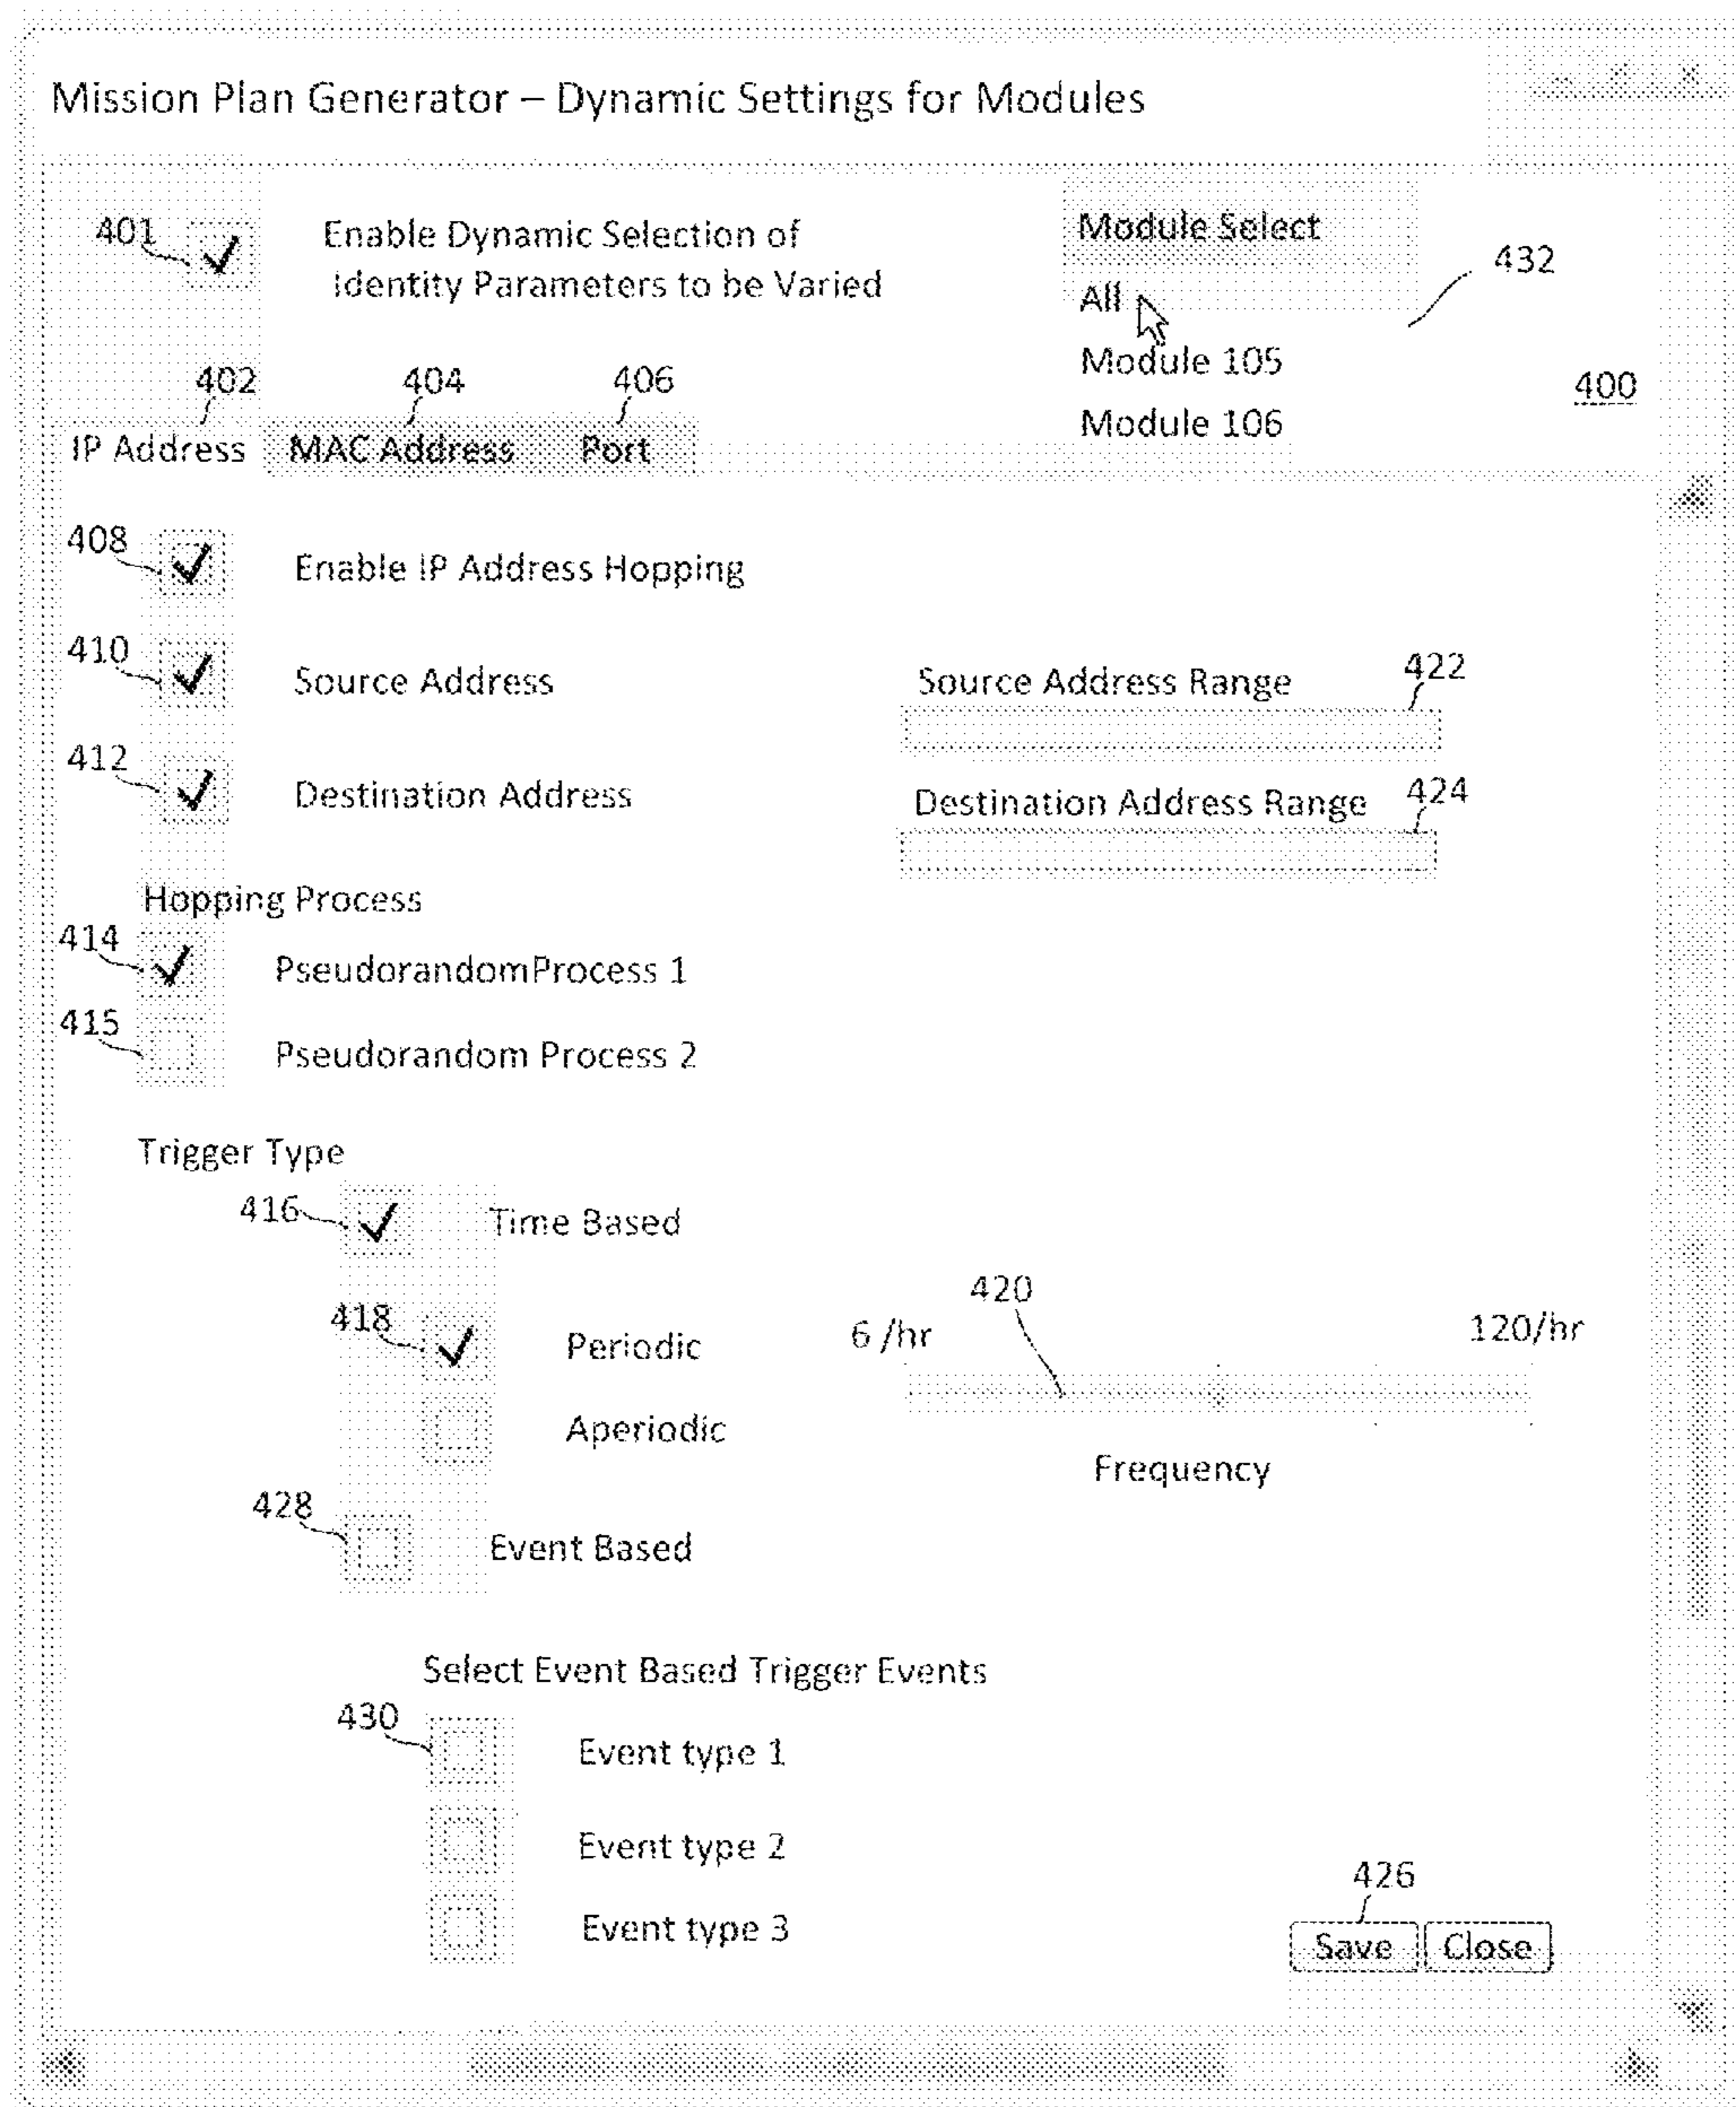 Mission Plan Generator – Dynamic Settings for Modules
401
Enable Dynamic Selection of
Identity Parameters to be Varied
Module Select
All
Module 105
Module 106
432
400
402
404
406
IP Address
MAC Address
Port
408
Enable IP Address Hopping
410
Source Address
Source Address Range
422
412
Destination Address
Destination Address Range
424
Hopping Process
414
PseudorandomProcess 1
415
Pseudorandom Process 2
Trigger Type
416
Time Based
418
Periodic
420
6 /hr
120/hr
Aperiodic
Frequency
428
Event Based
Select Event Based Trigger Events
430
Event type 1
Event type 2
Event type 3
426
Save
Close